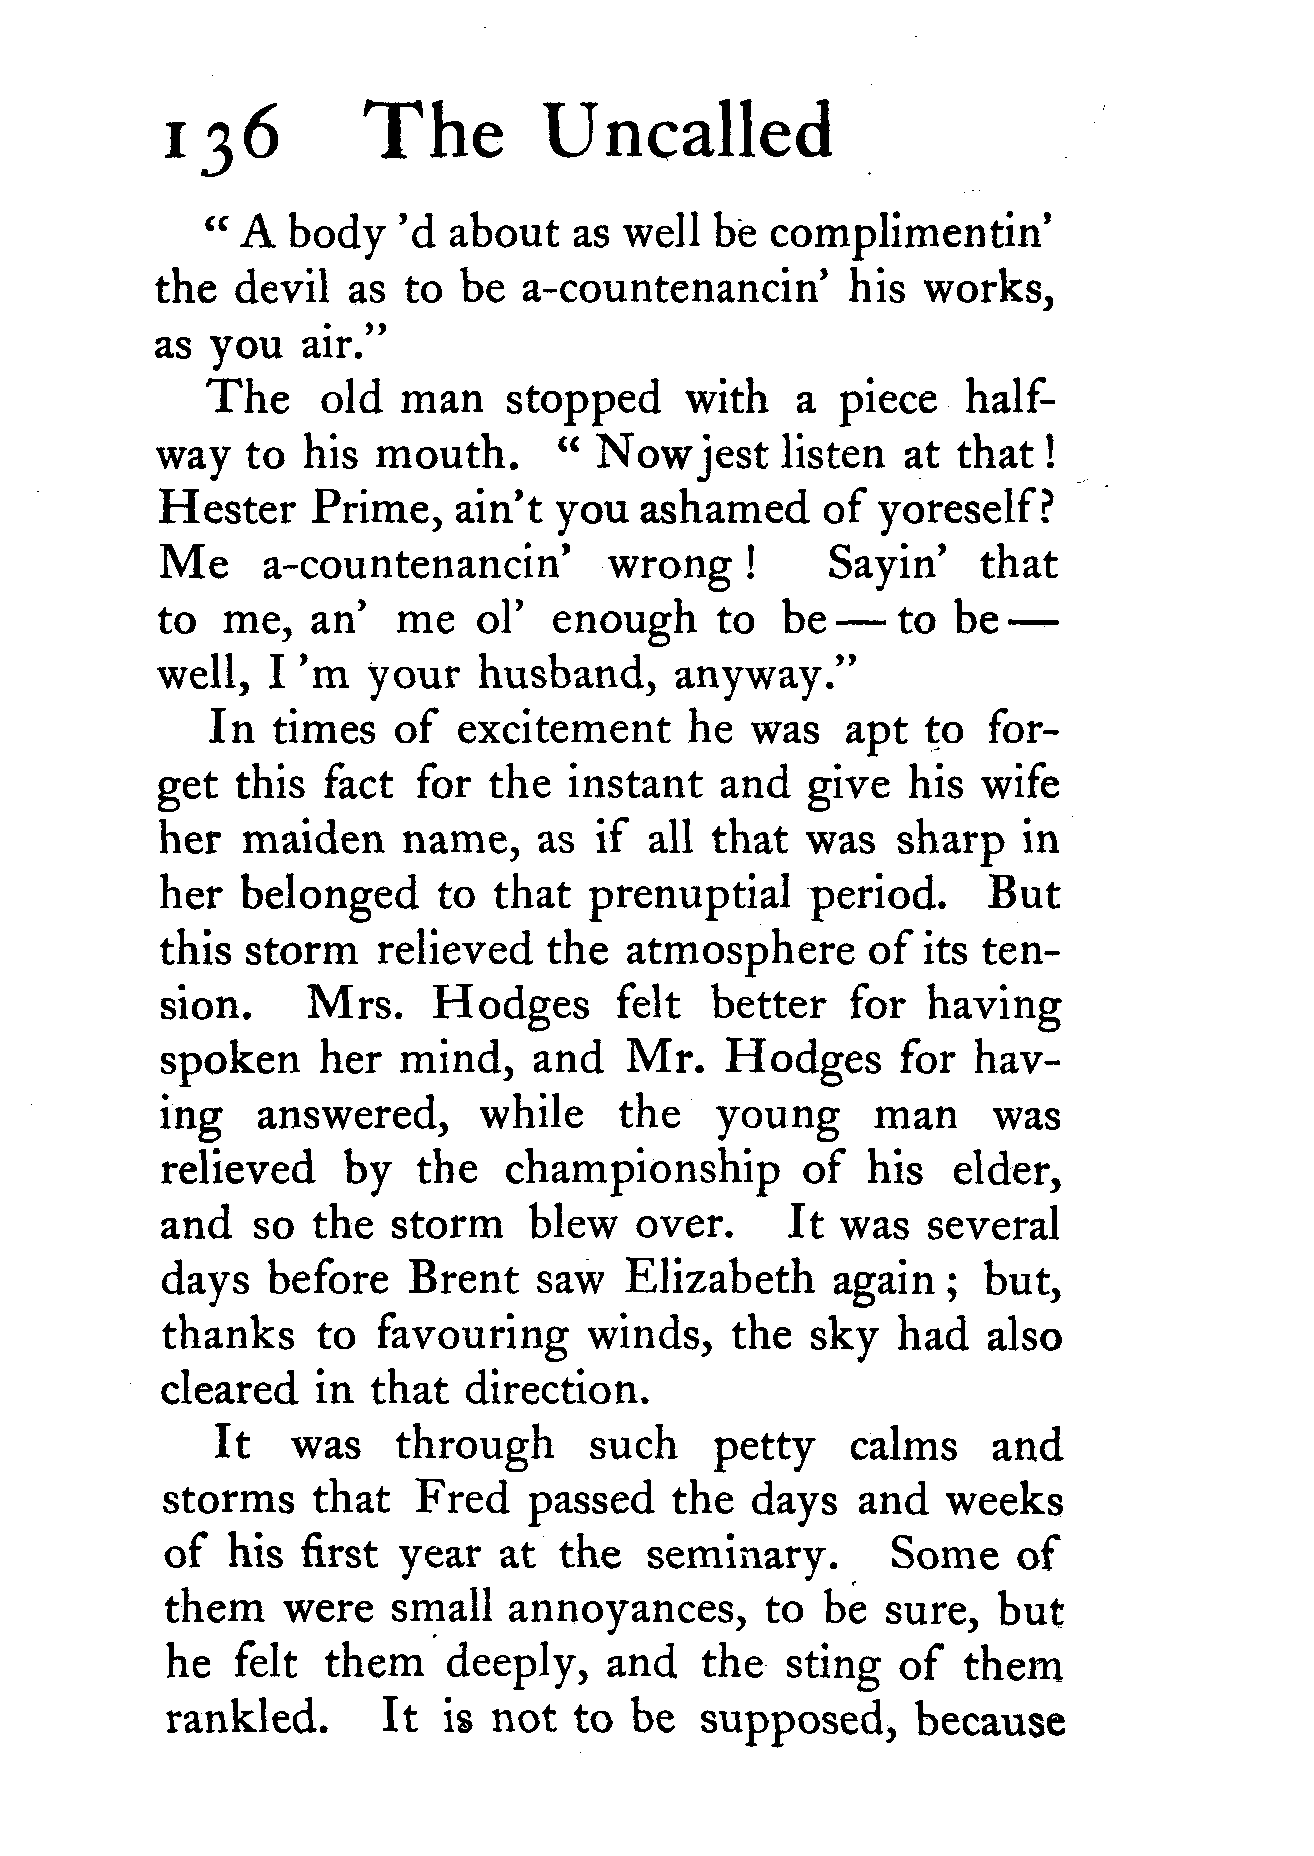 136 The Uncalled
“ A body ’d about as well be complimentin’
the devil as to be a-countenancin’ his works,
as you air.”
The old man stopped with a piece half-
way to his mouth. “ Now jest listen at that !
Hester Prime, ain’t you ashamed of yoreself?
Me a-countenancin’ wrong ! Sayin’ that
to me, an’ me ol’ enough to be — to be —
well, I ’m your husband, anyway.”
In times of excitement he was apt to for-
get this fact for the instant and give his wife
her maiden name, as if all that was sharp in
her belonged to that prenuptial period. But
this storm relieved the atmosphere of its ten-
sion. Mrs. Hodges felt better for having
spoken her mind, and Mr. Hodges for hav-
ing answered, while the young man was
relieved by the championship of his elder,
and so the storm blew over. It was several
days before Brent saw Elizabeth again ; but,
thanks to favouring winds, the sky had also
cleared in that direction.
It was through such petty calms and
storms that Fred passed the days and weeks
of his first year at the seminary. Some of
them were small annoyances, to be sure, but
he felt them deeply, and the sting of them
rankled. It is not to be supposed, because